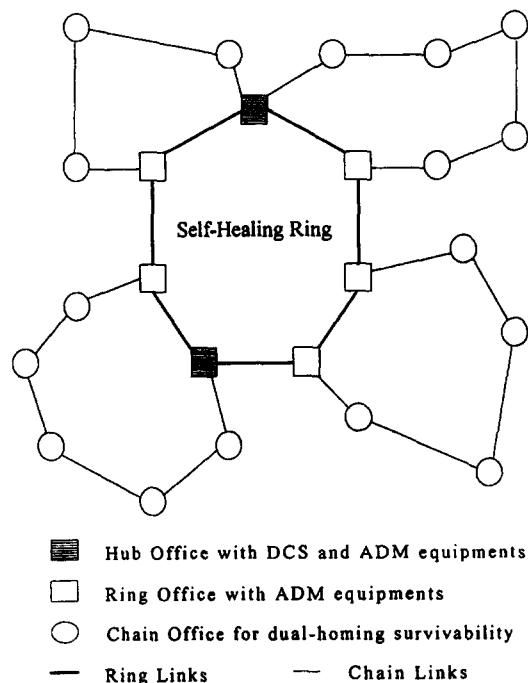 Self-Healing Ring
Hub Office with DCS and ADM equipments
Ring Office with ADM equipments
Chain Office for dual-homing survivability
Ring Links
Chain Links